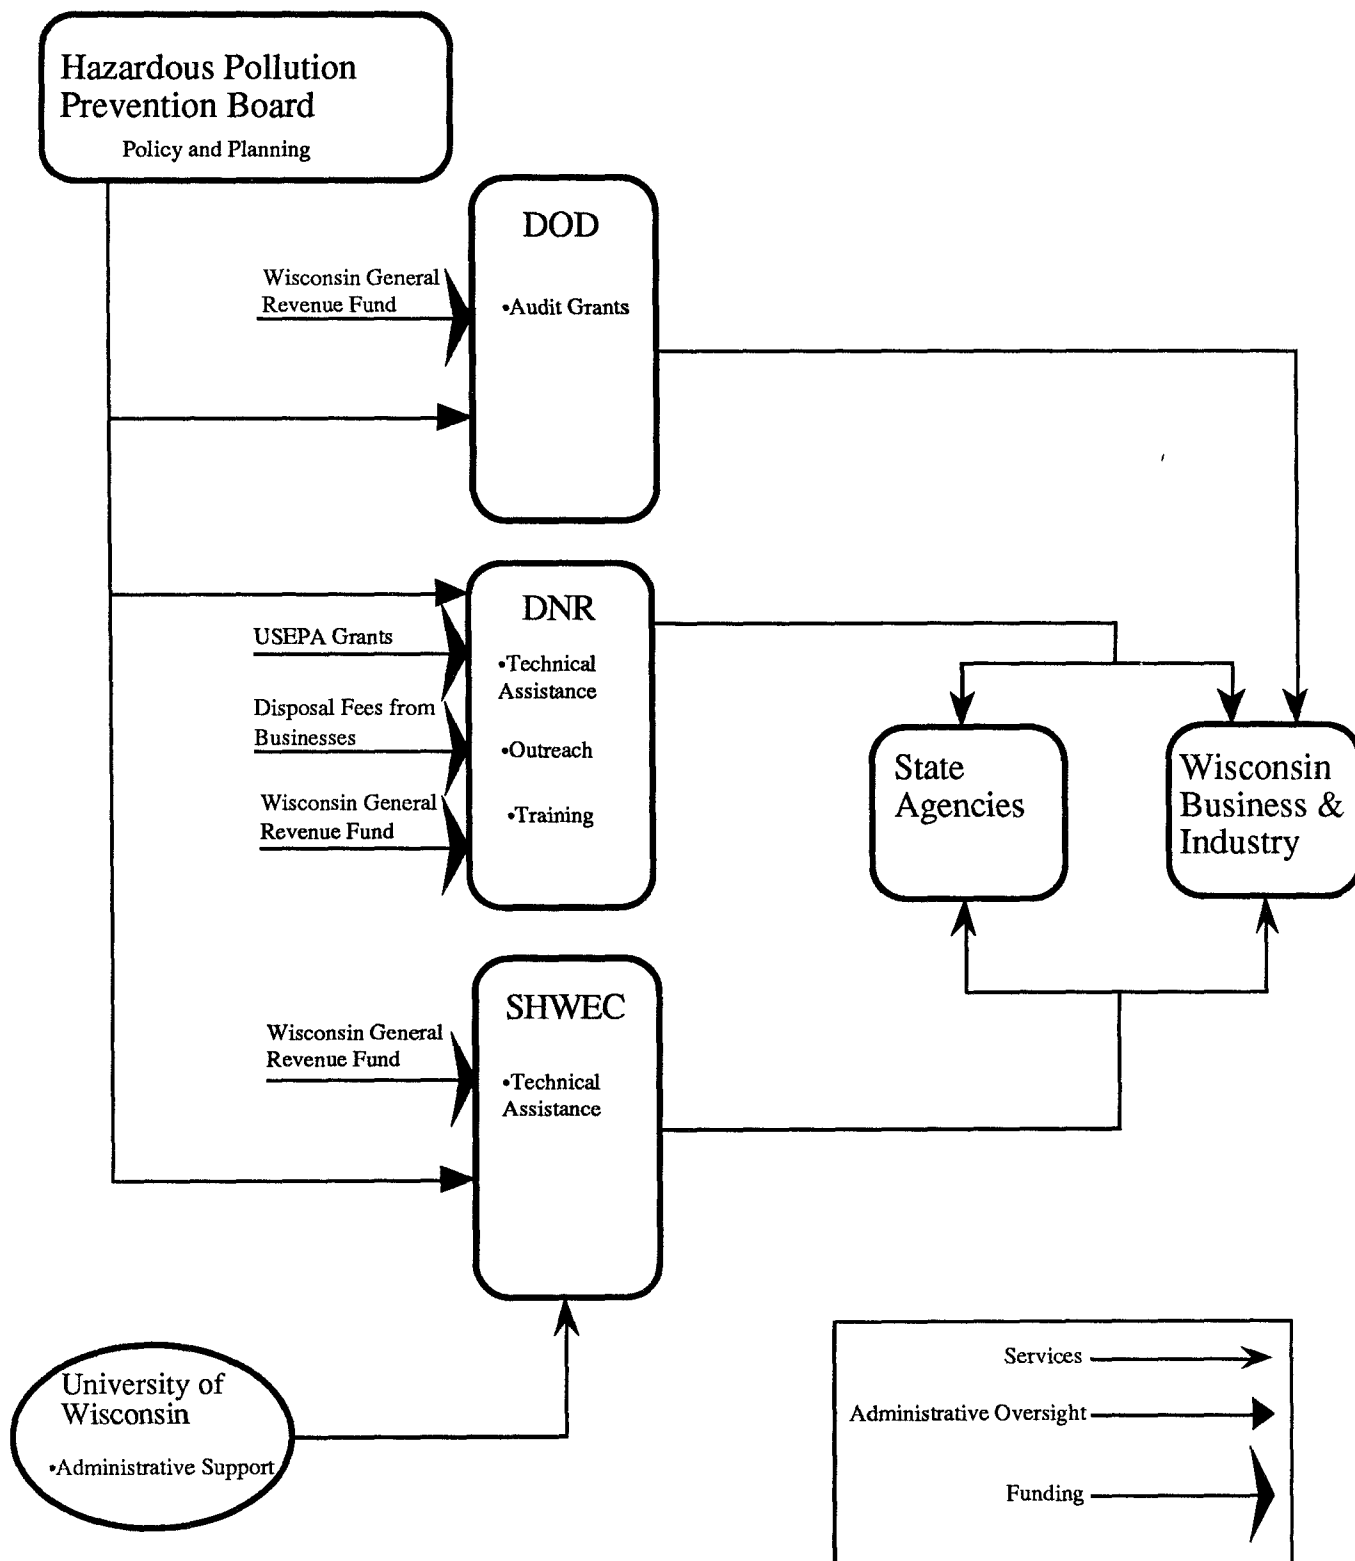 Hazardous Pollution
Prevention Board
Policy and Planning
DOD
•Audit Grants
Wisconsin General
Revenue Fund
DNR
•Technical
Assistance
•Outreach
•Training
USEPA Grants
Disposal Fees from
Businesses
Wisconsin General
Revenue Fund
State
Agencies
Wisconsin
Business &
Industry
SHWEC
•Technical
Assistance
Wisconsin General
Revenue Fund
University of
Wisconsin
•Administrative Support
Services
Administrative Oversight
Funding